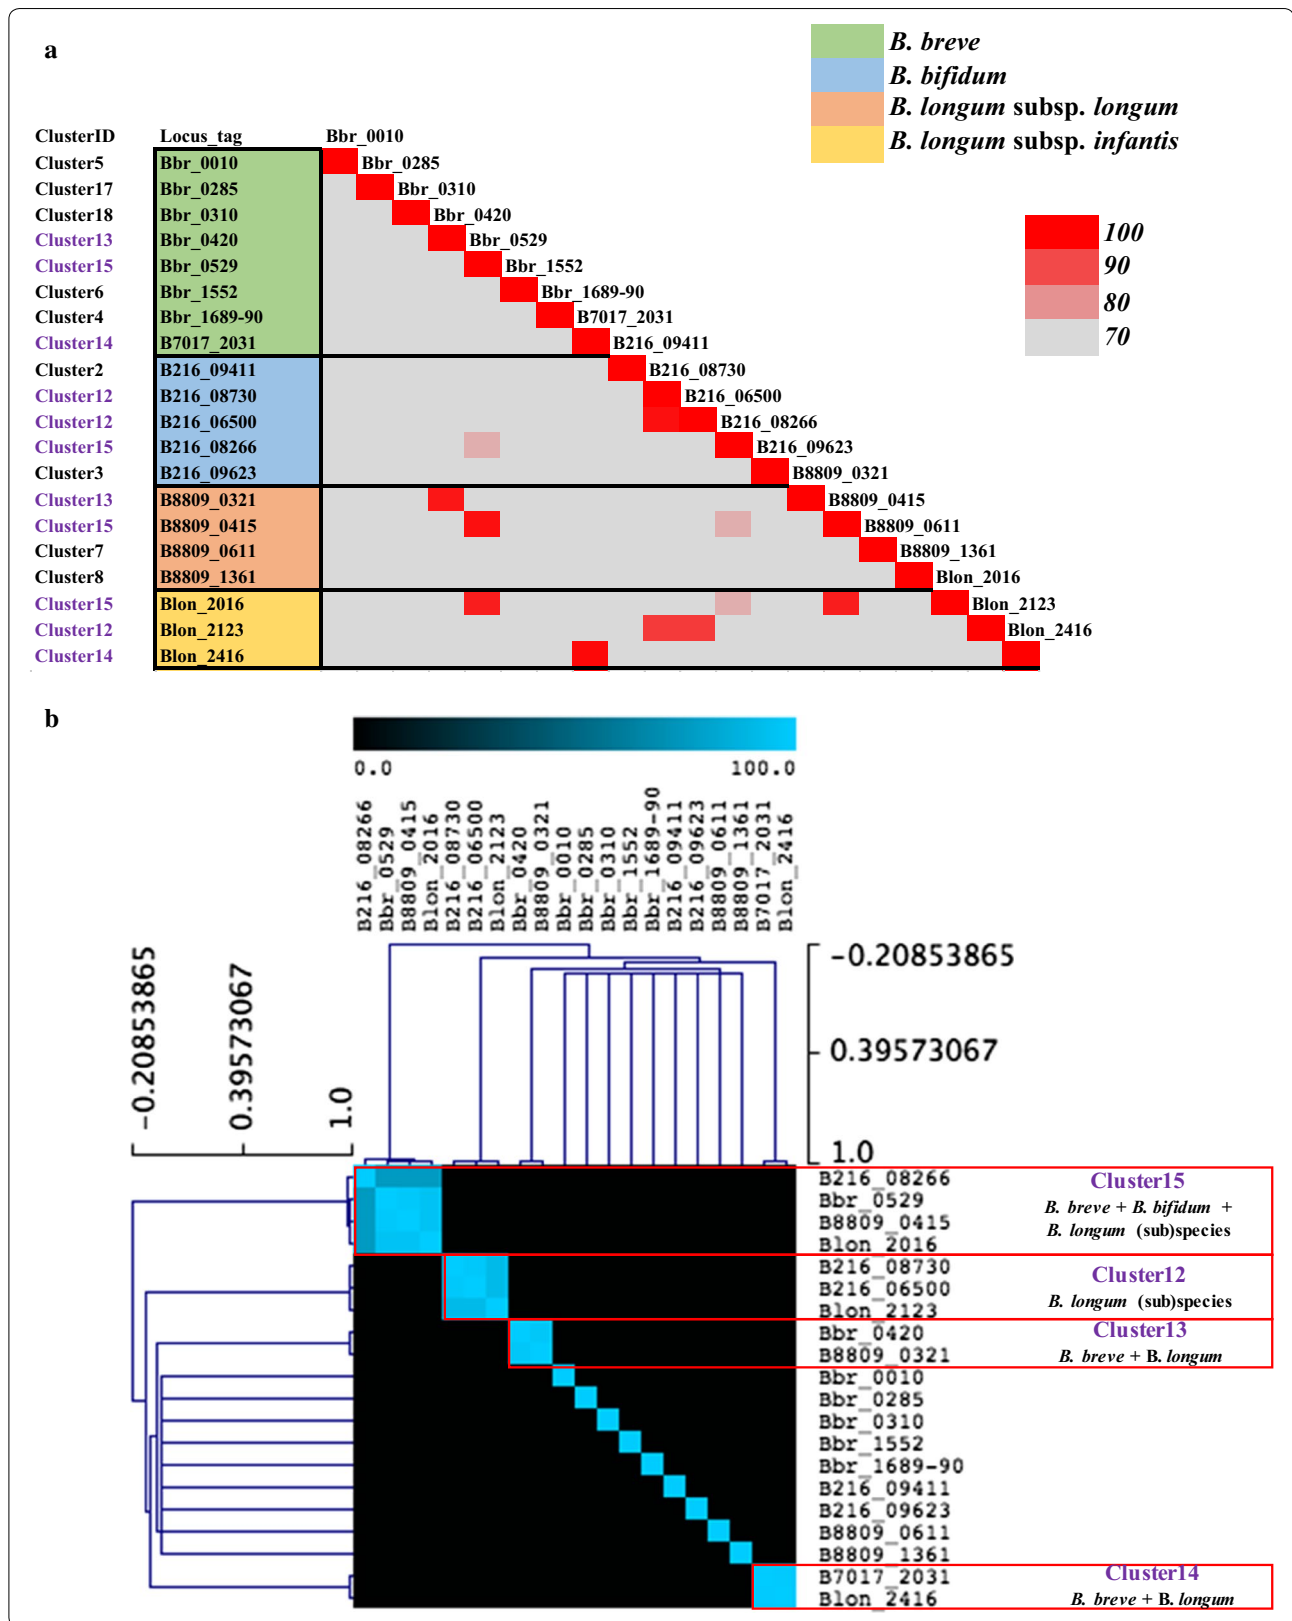 a
B. breve
B. bifidum
B. longum subsp. longum
B. longum subsp. infantis
ClusterID Locus_tag Bbr_0010
Cluster5 Bbr_0010 Bbr_0285
Cluster17 Bbr_0285 Bbr_0310
Cluster18 Bbr_0310 Bbr_0420
Cluster13 Bbr_0420 Bbr_0529
Cluster15 Bbr_0529 Bbr_1552
Cluster6 Bbr_1552 Bbr_1689-90
Cluster4 Bbr_1689-90 B7017_2031
Cluster14 B7017_2031 B216_09411
Cluster2 B216_09411 B216_08730
Cluster12 B216_08730 B216_06500
Cluster12 B216_06500 B216_08266
Cluster15 B216_08266 B216_09623
Cluster3 B216_09623 B8809_0321
Cluster13 B8809_0321 B8809_0415
Cluster15 B8809_0415 B8809_0611
Cluster7 B8809_0611 B8809_1361
Cluster8 B8809_1361 Blon_2016
Cluster15 Blon_2016 Blon_2123
Cluster12 Blon_2123 Blon_2416
Cluster14 Blon_2416
100
90
80
70
b
0.0 100.0
B216_08266
Bbr_0529
B8809_0415
Blon_2016
B216_08730
B216_06500
Blon_2123
Bbr_0420
B8809_0321
Bbr_0010
Bbr_0285
Bbr_0310
Bbr_1552
Bbr_1689-90
B216_09411
B216_09623
B8809_0611
B8809_1361
B7017_2031
Blon_2416
-0.20853865
0.39573067
1.0
-0.20853865
0.39573067
1.0
B216_08266
Bbr_0529
B8809_0415
Blon_2016
B216_08730
B216_06500
Blon_2123
Bbr_0420
B8809_0321
Bbr_0010
Bbr_0285
Bbr_0310
Bbr_1552
Bbr_1689-90
B216_09411
B216_09623
B8809_0611
B8809_1361
B7017_2031
Blon_2416
Cluster15
B. breve + B. bifidum +
B. longum (sub)species
Cluster12
B. longum (sub)species
Cluster13
B. breve + B. longum
Cluster14
B. breve + B. longum